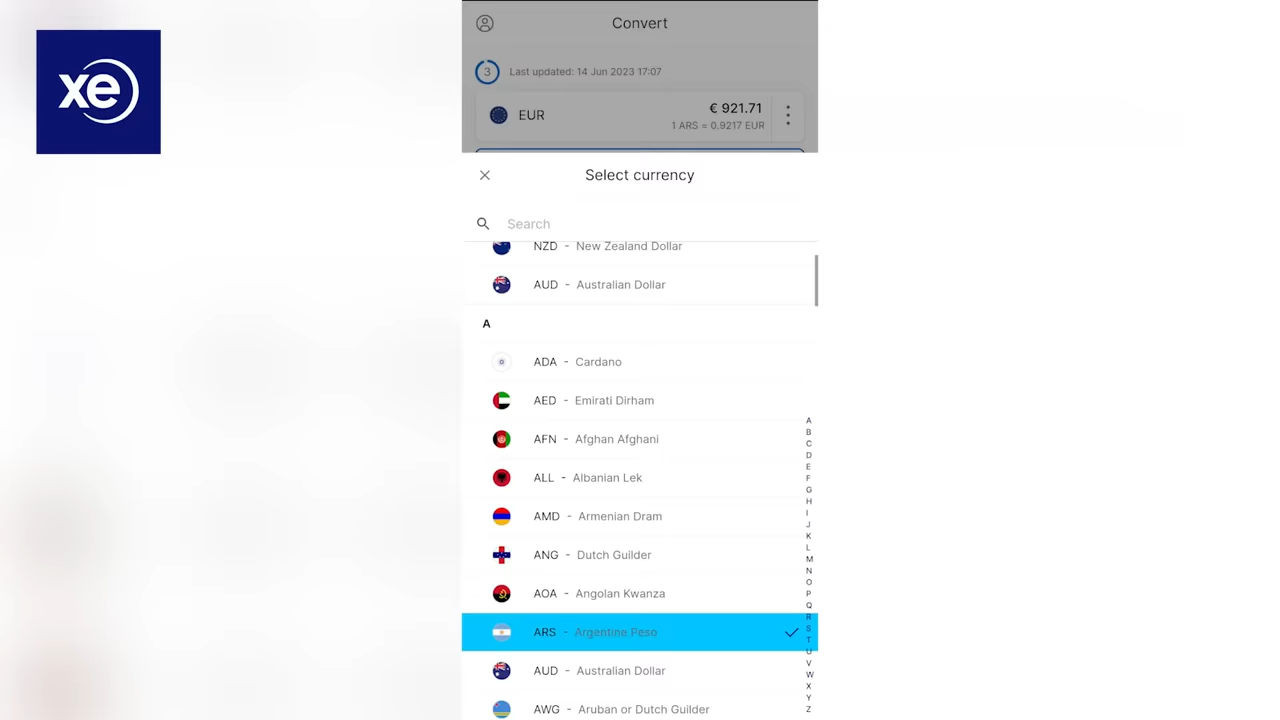 xe
Convert
3
Last updated: 14 Jun 2023 17:07
EUR
€ 921.71
1 ARS = 0.9217 EUR
Select currency
Search
NZD - New Zealand Dollar
AUD - Australian Dollar
A
ADA - Cardano
AED - Emirati Dirham
AFN - Afghan Afghani
ALL - Albanian Lek
AMD - Armenian Dram
ANG - Dutch Guilder
AOA - Angolan Kwanza
ARS - Argentine Peso
AUD - Australian Dollar
AWG - Aruban or Dutch Guilder
A
B
C
D
E
F
G
H
I
J
K
L
M
N
O
P
Q
R
S
T
U
V
W
X
Y
Z